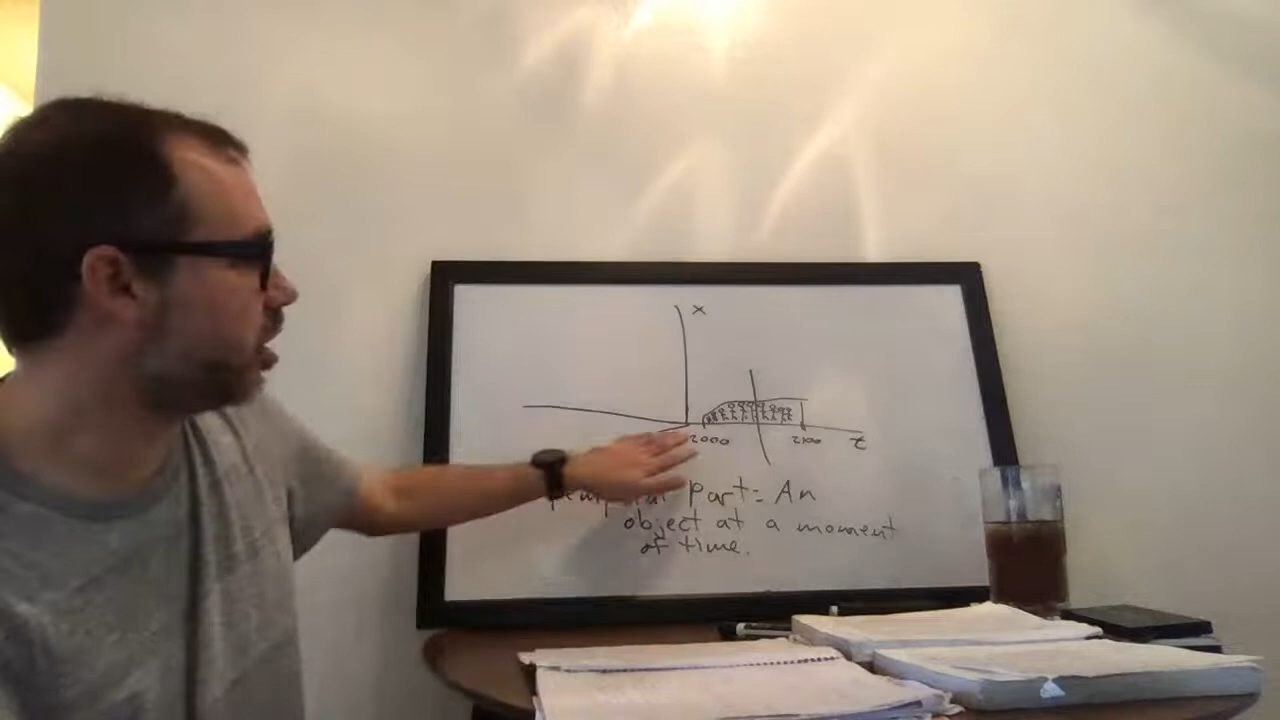 x
2000 2100 t
Part: An
object at a moment
of time.